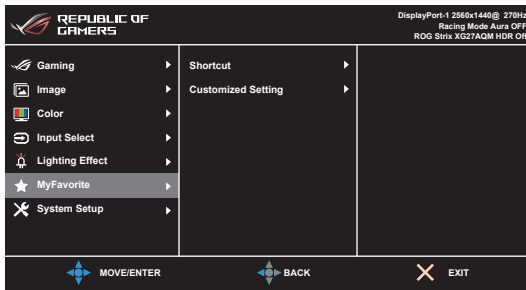 REPUBLIC OF
GAMERS
DisplayPort-1 2560x1440@ 270Hz
Racing Mode Aura OFF
ROG Strix XG27AQM HDR Off
Gaming
Image
Color
Input Select
Lighting Effect
MyFavorite
System Setup
Shortcut
Customized Setting
MOVE/ENTER
BACK
EXIT